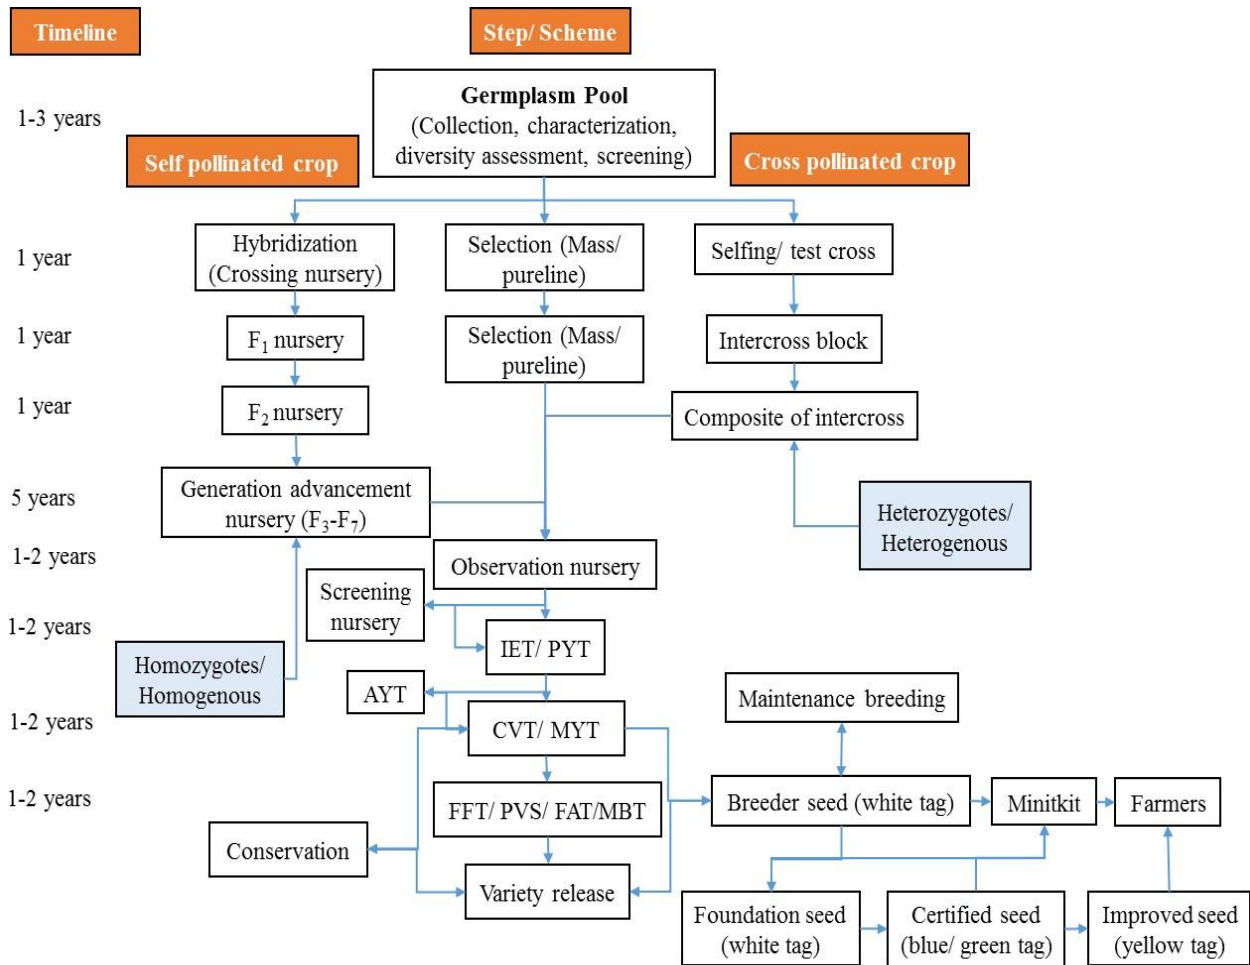 Timeline
Step/ Scheme
1-3 years
Germplasm Pool
(Collection, characterization,
diversity assessment, screening)
Self pollinated crop
Cross pollinated crop
1 year
Hybridization
(Crossing nursery)
Selection (Mass/
pureline)
Selfing/ test cross
1 year
F₁ nursery
Selection (Mass/
pureline)
Intercross block
1 year
F₂ nursery
Composite of intercross
5 years
Generation advancement
nursery (F₃-F₇)
Heterozygotes/
Heterogenous
1-2 years
Observation nursery
Screening
nursery
1-2 years
IET/ PYT
Homozygotes/
Homogenous
AYT
Maintenance breeding
1-2 years
CVT/ MYT
1-2 years
FFT/ PVS/ FAT/MBT
Breeder seed (white tag)
Minitkit
Farmers
Conservation
Variety release
Foundation seed
(white tag)
Certified seed
(blue/ green tag)
Improved seed
(yellow tag)